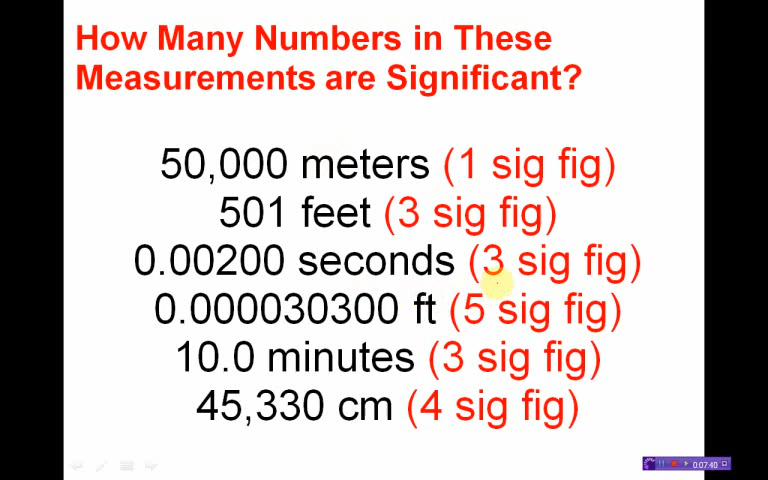 How Many Numbers in These
Measurements are Significant?
50,000 meters (1 sig fig)
501 feet (3 sig fig)
0.00200 seconds (3 sig fig)
0.000030300 ft (5 sig fig)
10.0 minutes (3 sig fig)
45,330 cm (4 sig fig)
0:07:40